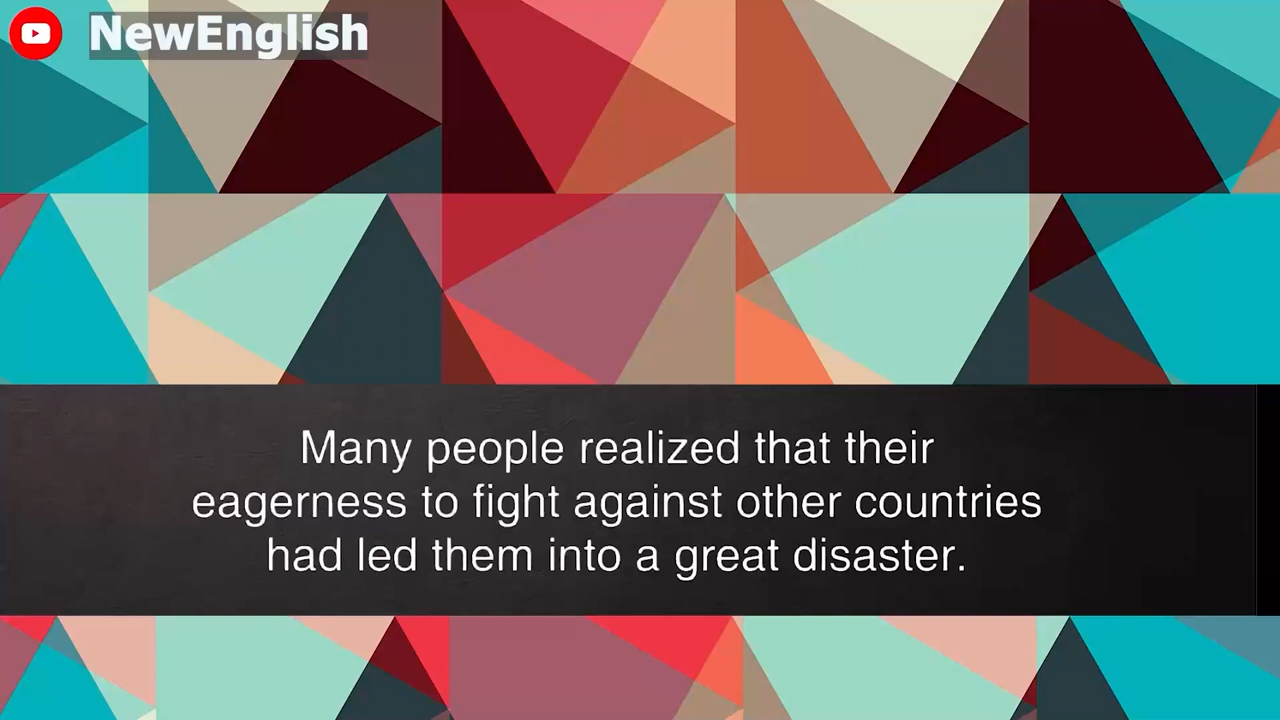 NewEnglish
Many people realized that their
eagerness to fight against other countries
had led them into a great disaster.